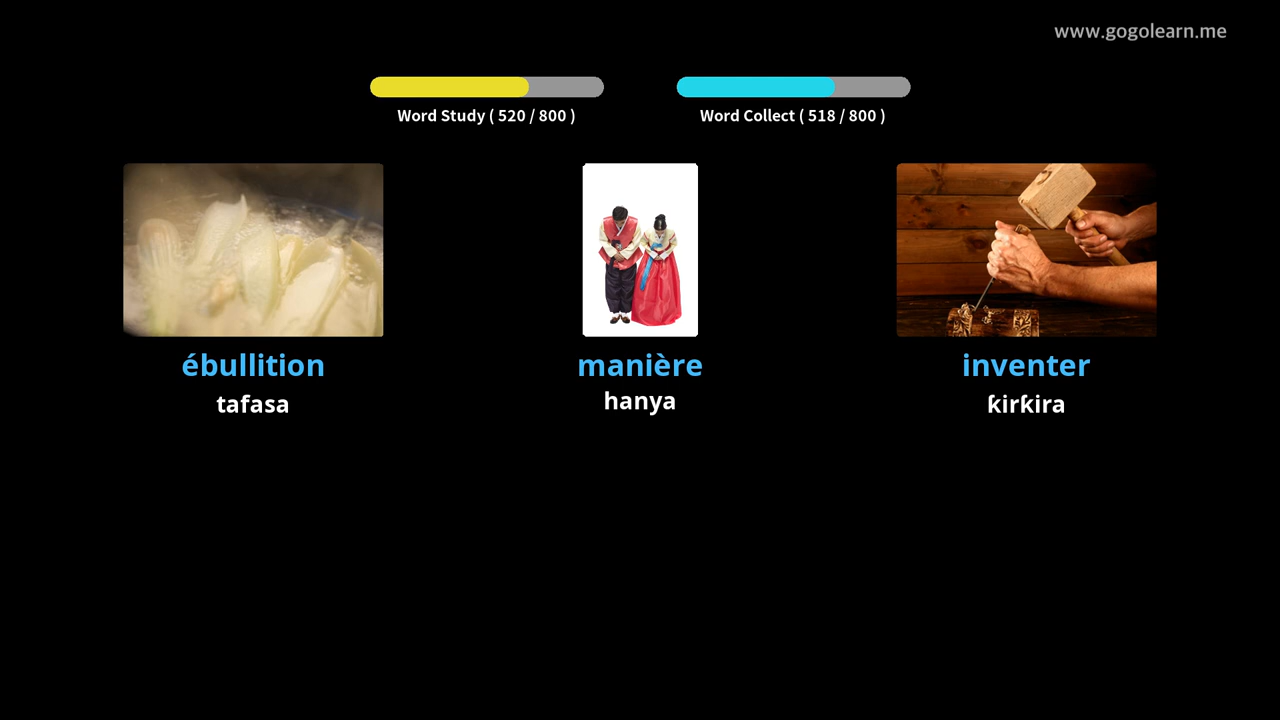 www.gogolearn.me
Word Study ( 520 / 800 )
Word Collect ( 518 / 800 )
ébullition
tafasa
manière
hanya
inventer
ƙirƙira